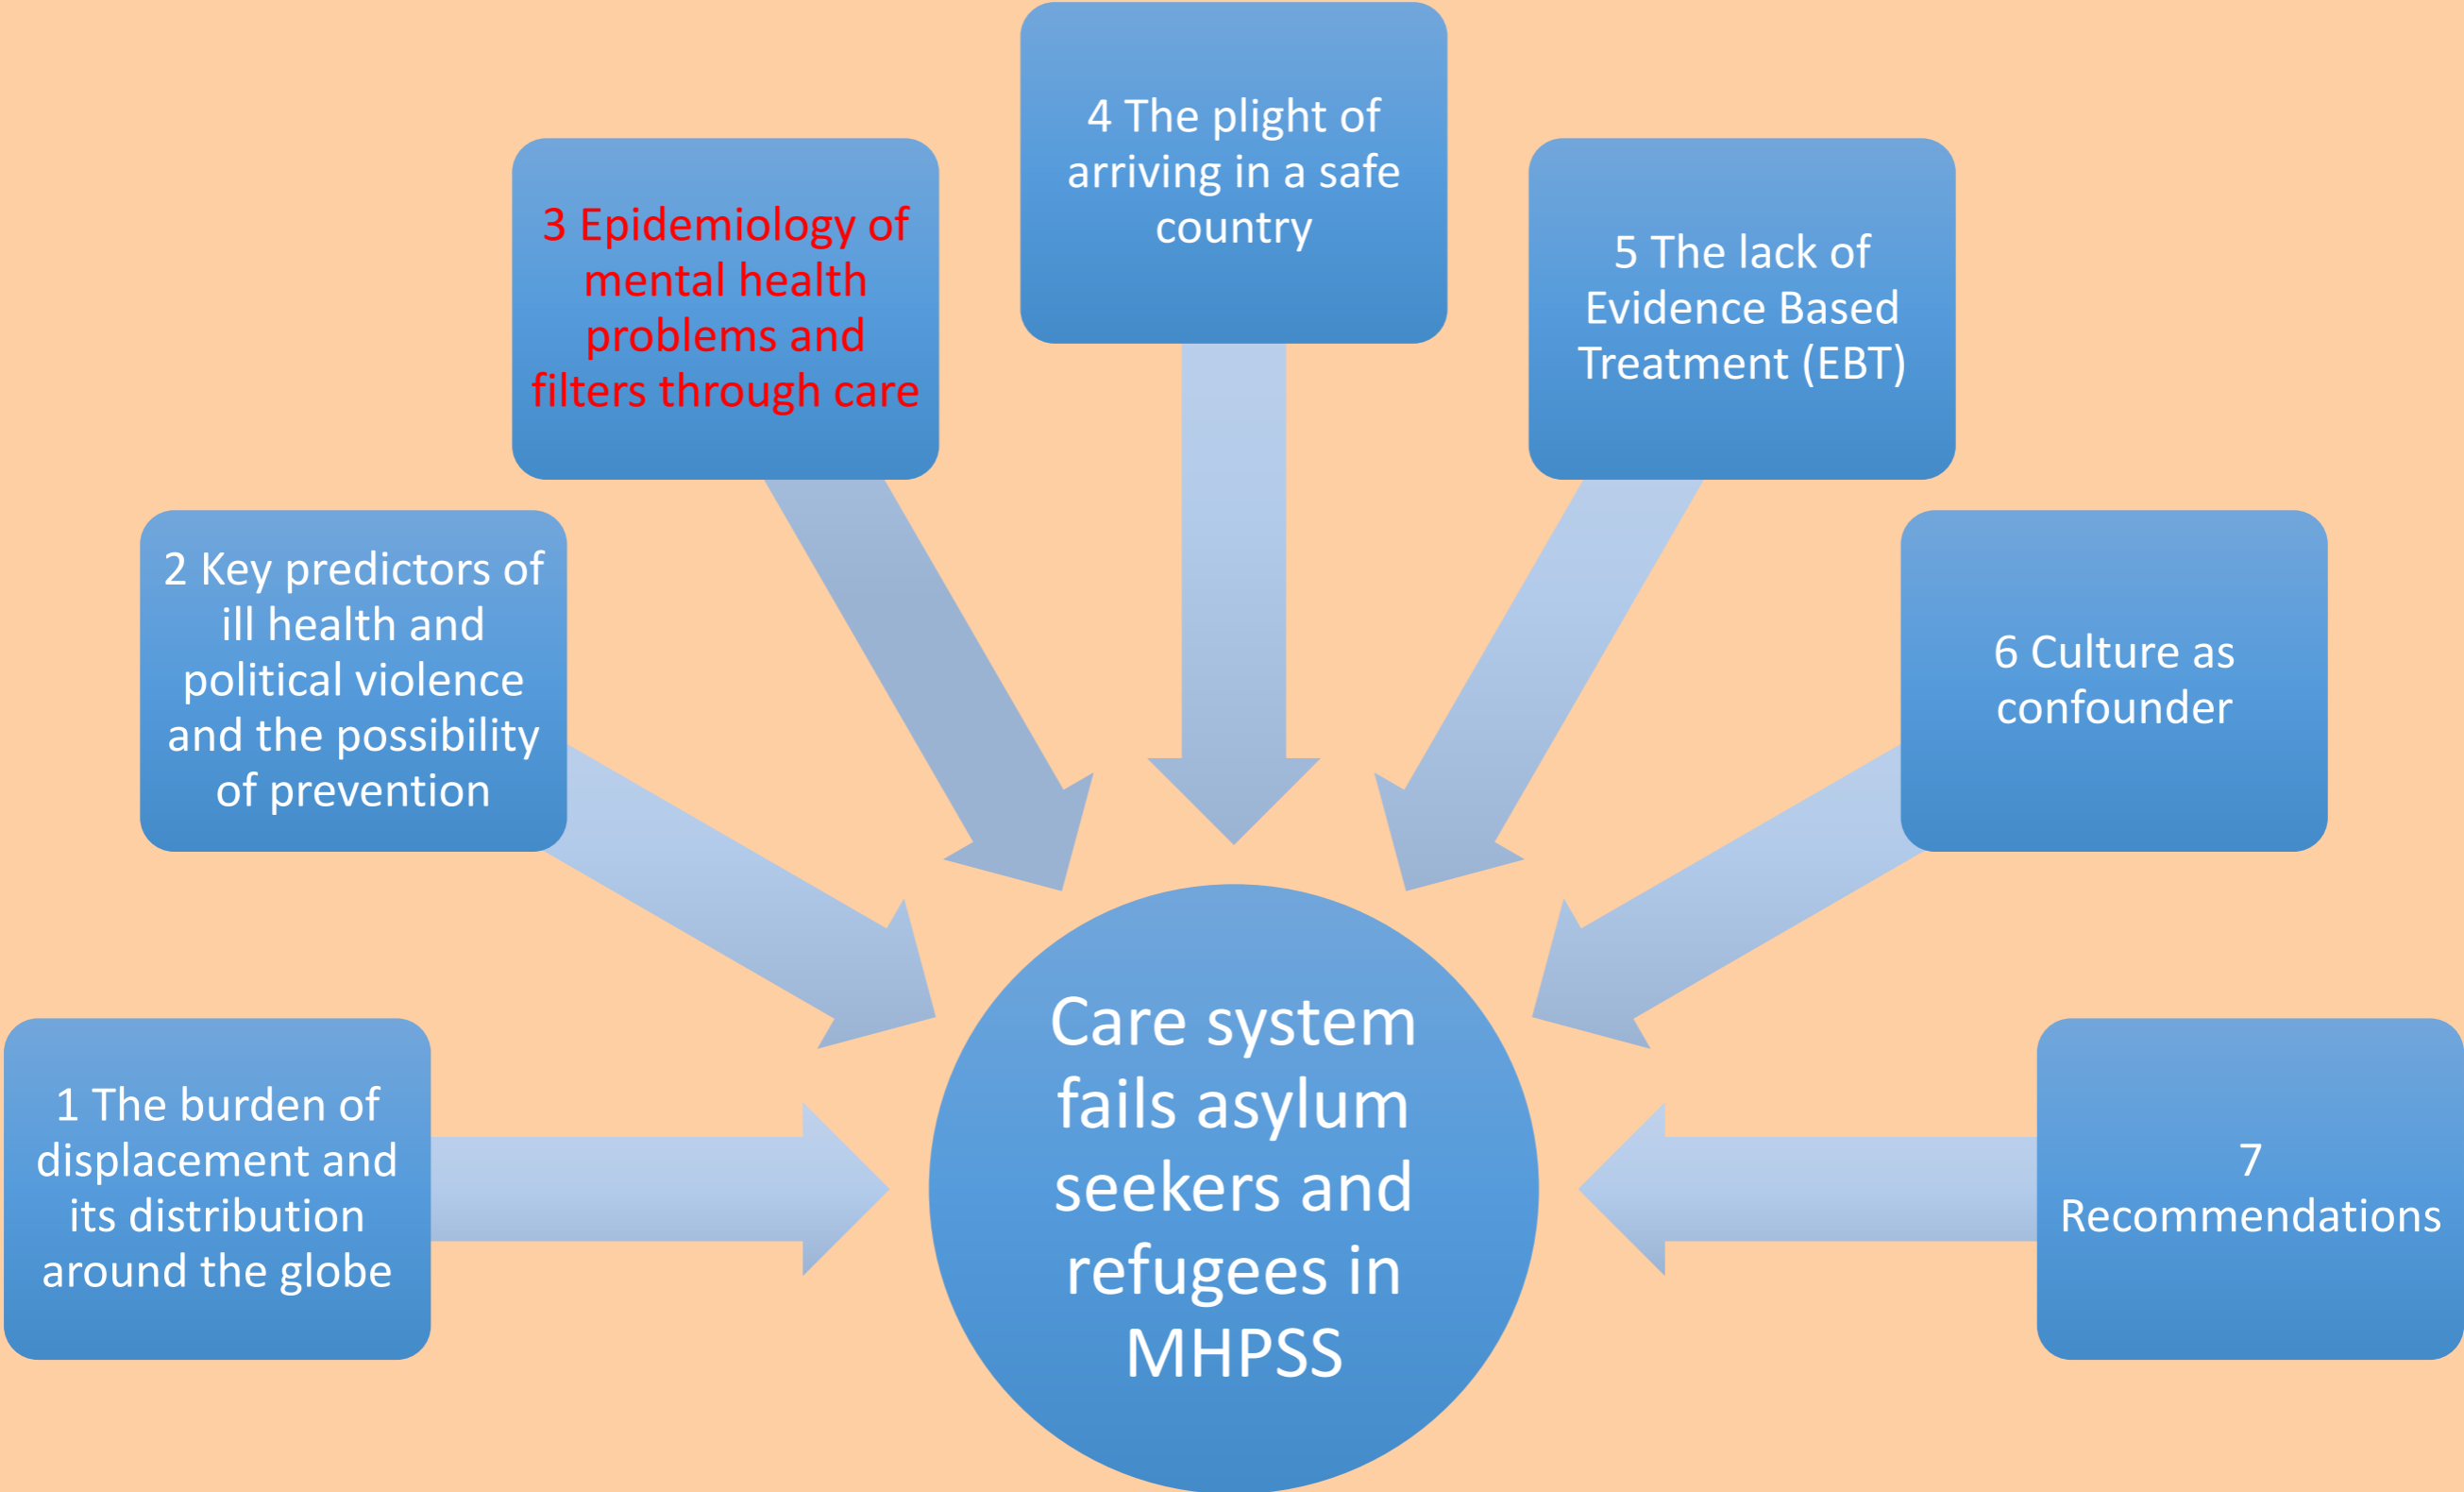 1 The burden of
displacement and
its distribution
around the globe
2 Key predictors of
ill health and
political violence
and the possibility
of prevention
3 Epidemiology of
mental health
problems and
filters through care
4 The plight of
arriving in a safe
country
5 The lack of
Evidence Based
Treatment (EBT)
6 Culture as
confounder
7
Recommendations
Care system
fails asylum
seekers and
refugees in
MHPSS